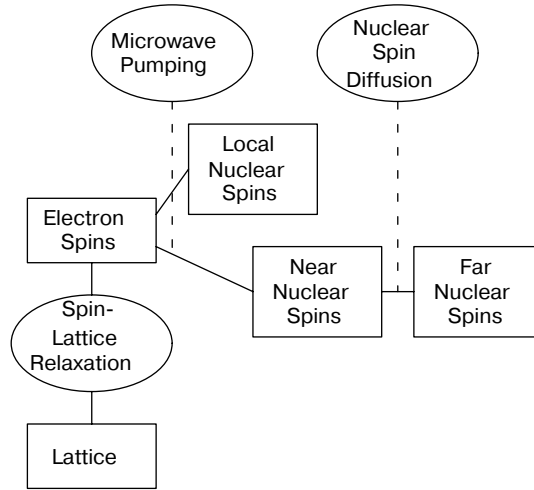 Microwave
Pumping
Nuclear
Spin
Diffusion
Local
Nuclear
Spins
Electron
Spins
Near
Nuclear
Spins
Far
Nuclear
Spins
Spin-
Lattice
Relaxation
Lattice